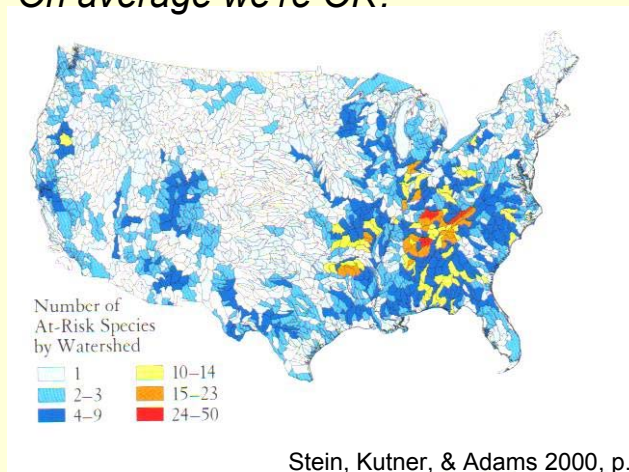 On average we're OK?
Number of
At-Risk Species
by Watershed
1
2–3
4–9
10–14
15–23
24–50
Stein, Kutner, & Adams 2000, p.